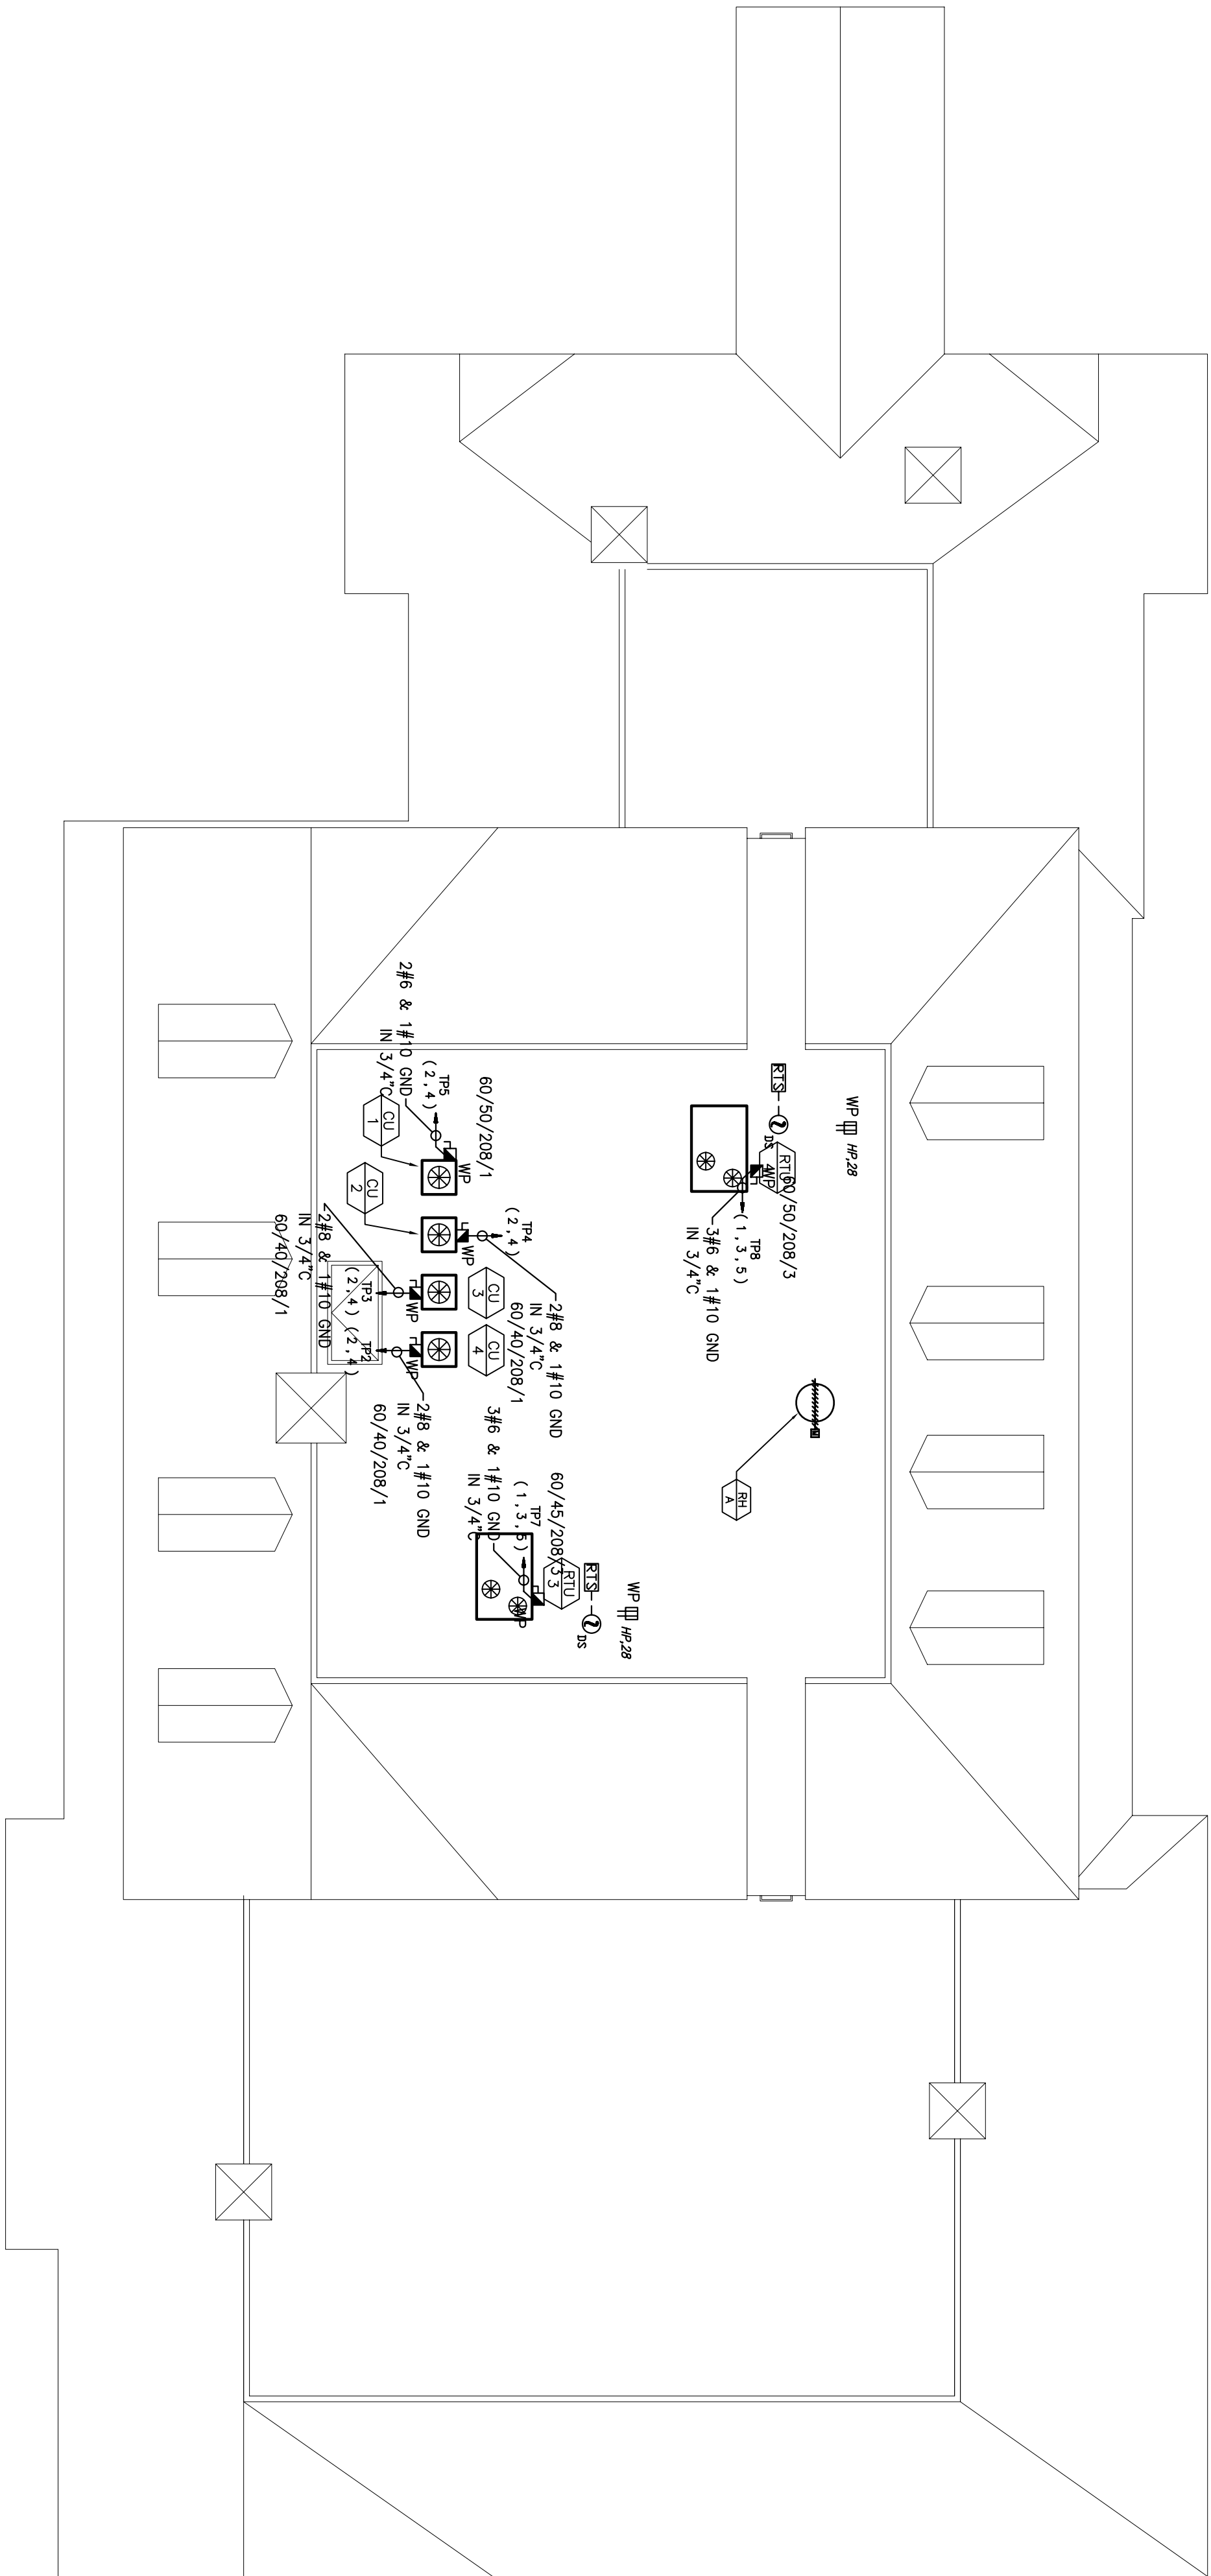 WP
HP,28
RTS
DS
RTU
4
WP
60/50/208/3
TP8
(1,3,5)
3#6 & 1#10 GND
IN 3/4"C
RH
A
WP
HP,28
RTS
DS
RTU
3
WP
60/45/208/3
TP7
(1,3,5)
3#6 & 1#10 GND
IN 3/4"C
2#6 & 1#10 GND
IN 3/4"C
TP5
(2,4)
60/50/208/1
WP
CU
1
CU
2
TP4
(2,4)
WP
2#8 & 1#10 GND
IN 3/4"C
60/40/208/1
CU
3
CU
4
WP
TP3
(2,4)
2#8 & 1#10 GND
IN 3/4"C
60/40/208/1
WP
TP2
(2,4)
2#8 & 1#10 GND
IN 3/4"C
60/40/208/1